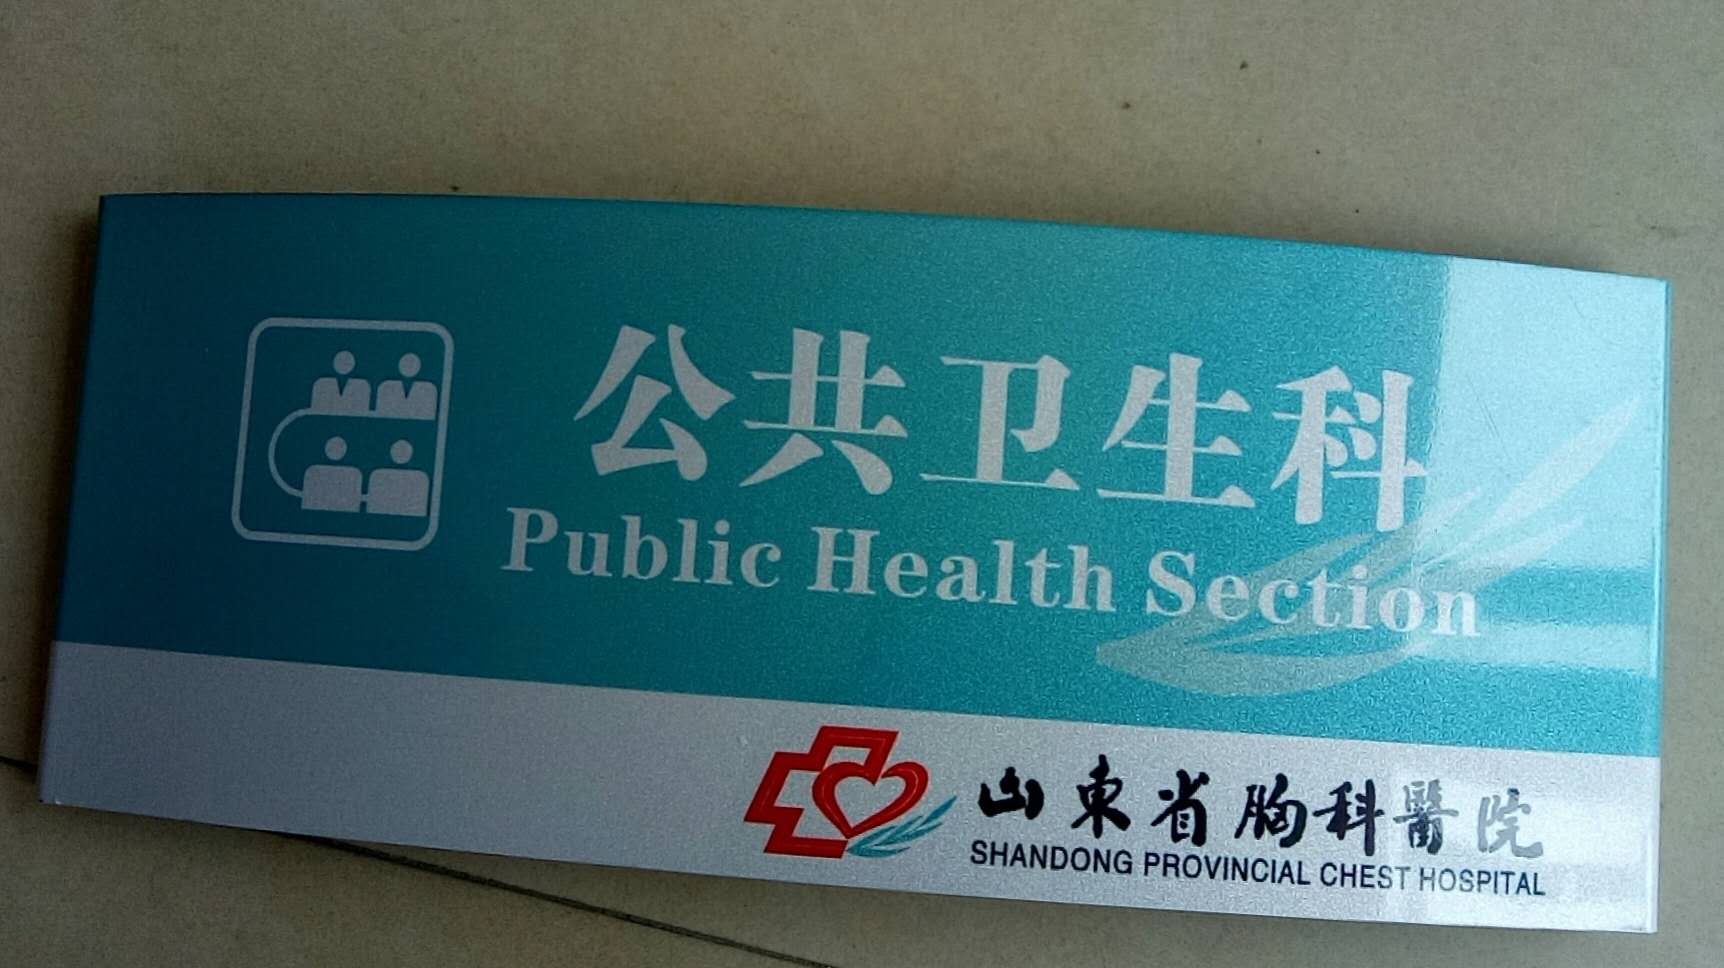 公共卫生科
Public Health Section
山東省胸科醫院
SHANDONG PROVINCIAL CHEST HOSPITAL